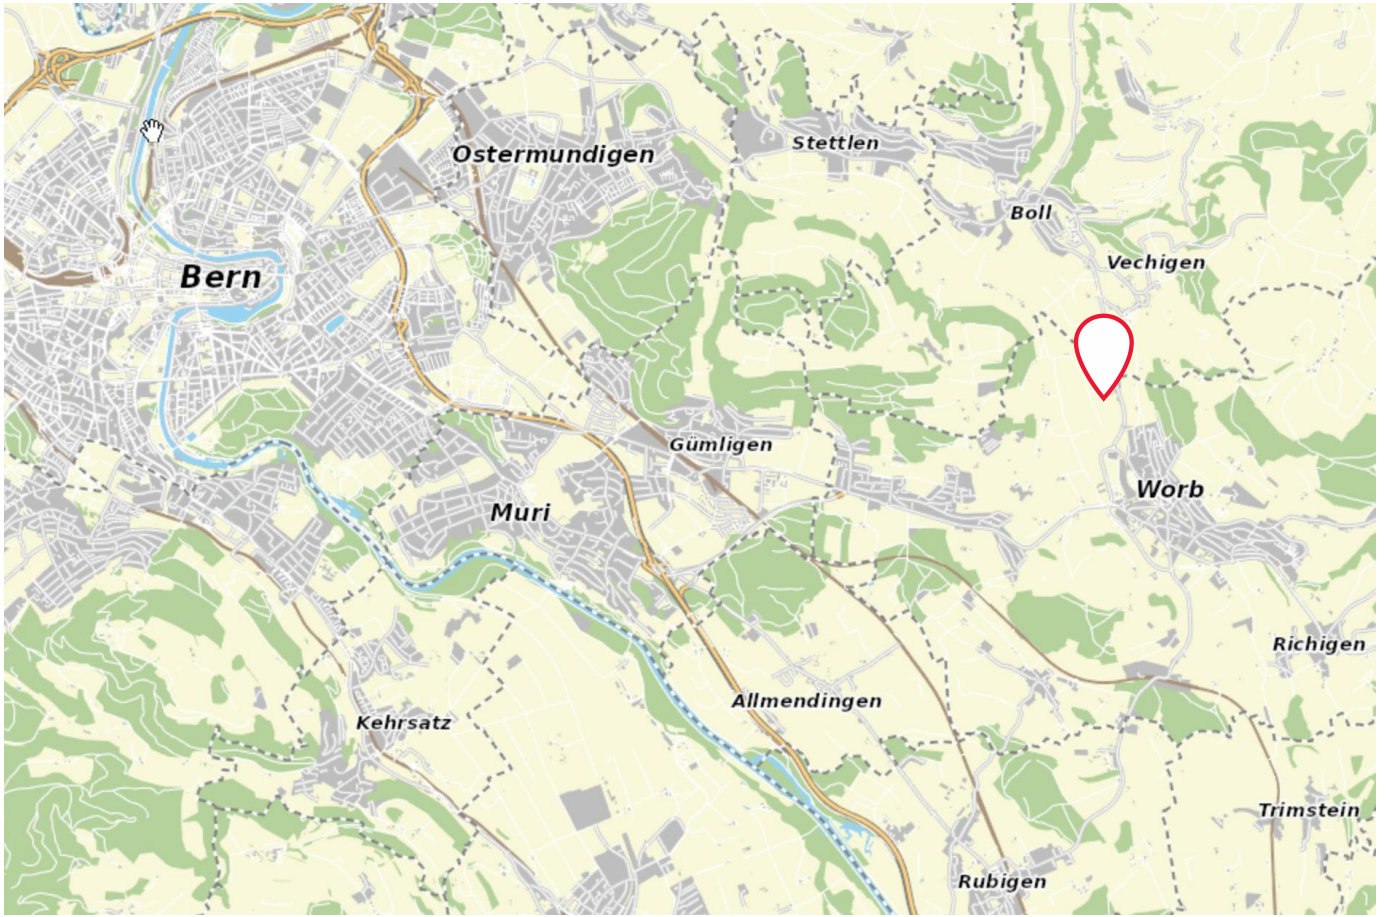 Stettlen
Ostermundigen
Boll
Vechigen
Bern
Gümligen
Worb
Muri
Richigen
Allmendingen
Kehrsatz
Trimstein
Rubigen